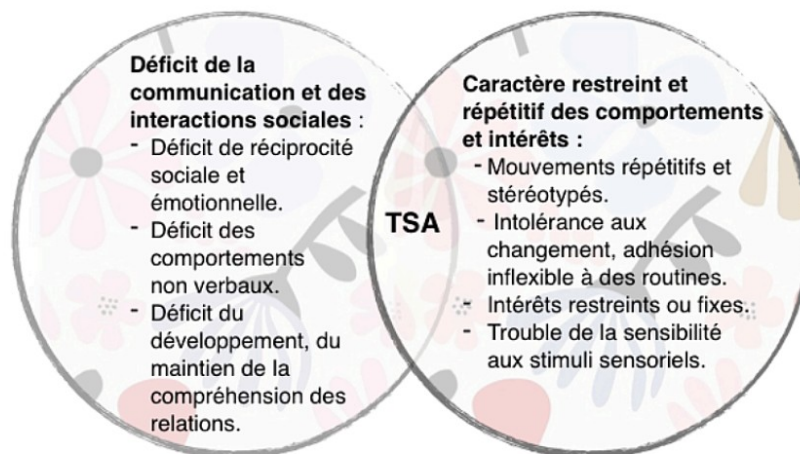 Déficit de la
communication et des
interactions sociales :
- Déficit de réciprocité
sociale et
émotionnelle.
- Déficit des
comportements
non verbaux.
- Déficit du
développement, du
maintien de la
compréhension des
relations.
TSA
Caractère restreint et
répétitif des comportements
et intérêts :
- Mouvements répétitifs et
stéréotypés.
- Intolérance aux
changement, adhésion
inflexible à des routines.
- Intérêts restreints ou fixes.
- Trouble de la sensibilité
aux stimuli sensoriels.